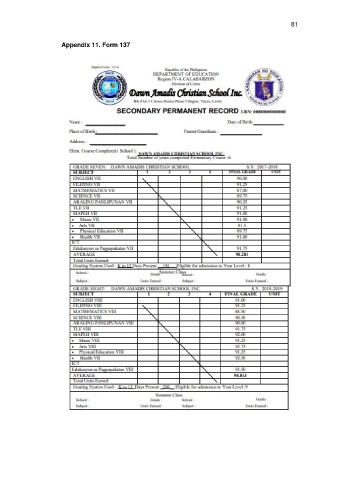 81
Appendix 11. Form 137
DepEd Form 137A
Republic of the Philippines
DEPARTMENT OF EDUCATION
Region IV-A CALABARZON
Division of Cavite
Dawn Amadis Christian School Inc.
SECONDARY PERMANENT RECORD LRN: 000000000000
Name : Date of Birth:
Place of Birth: Parent/Guardian :
Address :
Elem. Course Completed ( School ): DAWN AMADIS CHRISTIAN SCHOOL, INC.
Total Number of years completed Elementary Course :6
GRADE SEVEN: DAWN AMADIS CHRISTIAN SCHOOL S.Y. 2017-2018
SUBJECT 1 2 3 4 FINAL GRADE UNIT
ENGLISH VII 90.00
FILIPINO VII 91.25
MATHEMATICS VII 87.00
SCIENCE VII 89.75
ARALING PANLIPUNAN VII 90.25
TLE VII 91.25
MAPEH VII 91.00
• Music VII 91.00
• Arts VII 91.5
• Physical Education VII 89.75
• Health VII 91.00
ICT
Edukasyon sa Pagpapakatao VII 91.75
AVERAGE 90.281
Total Units Earned:
Grading System Used : K to 12 Days Present : Eligible for admission to Year Level : 8
Summer Class
School : Grade : School : Grade :
Subject : Units Earned : Subject : Units Earned :
GRADE EIGHT: DAWN AMADIS CHRISTIAN SCHOOL INC. S.Y. 2018-2019
SUBJECT 1 2 3 4 FINAL GRADE UNIT
ENGLISH VIII 91.00
FILIPINO VIII 91.25
MATHEMATICS VIII 88.50
SCIENCE VIII 90.50
ARALING PANLIPUNAN VIII 90.00
TLE VIII 91.75
MAPEH VIII 92.00
• Music VIII 91.25
• Arts VIII 92.75
• Physical Education VIII 91.25
• Health VIII 92.50
ICT
Edukasyon sa Pagpapakatao VIII 91.50
AVERAGE 90.813
Total Units Earned:
Grading System Used : K to 12 Days Present : 200 Eligible for admission to Year Level :9
Summer Class
School : Grade : School : Grade :
Subject : Units Earned : Subject : Units Earned :